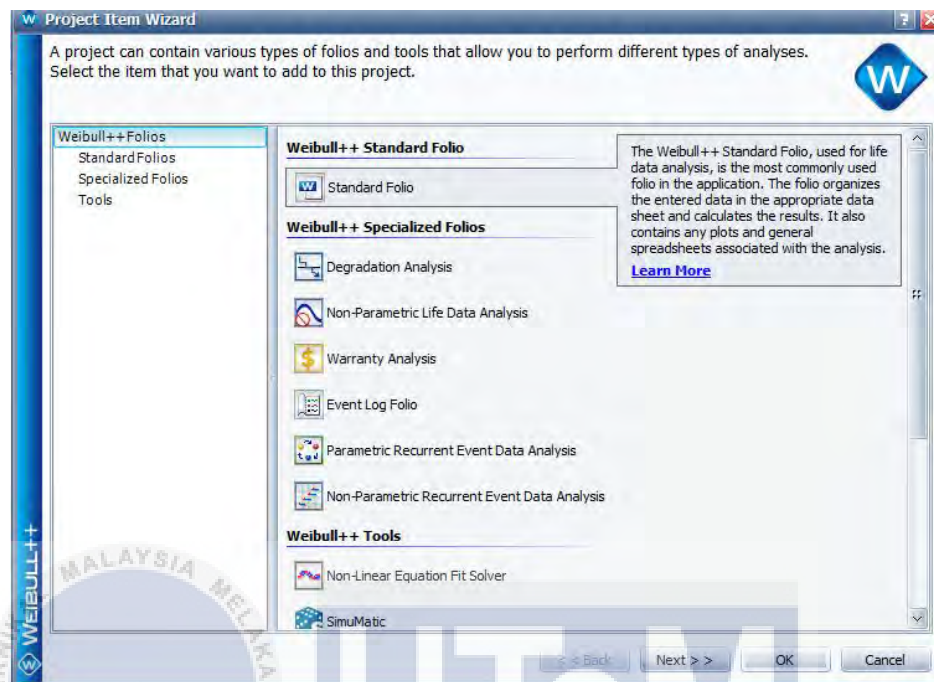 Project Item Wizard
A project can contain various types of folios and tools that allow you to perform different types of analyses.
Select the item that you want to add to this project.
W
Weibull++Folios
Standard Folios
Specialized Folios
Tools
Weibull++ Standard Folio
Standard Folio
The Weibull++ Standard Folio, used for life
data analysis, is the most commonly used
folio in the application. The folio organizes
the entered data in the appropriate data
sheet and calculates the results. It also
contains any plots and general
spreadsheets associated with the analysis.
Learn More
Weibull++ Specialized Folios
Degradation Analysis
Non-Parametric Life Data Analysis
Warranty Analysis
Event Log Folio
Parametric Recurrent Event Data Analysis
Non-Parametric Recurrent Event Data Analysis
Weibull++ Tools
Non-Linear Equation Fit Solver
SimuMatic
WEIBULL++
MALAYSIA
< < Back
Next > >
OK
Cancel